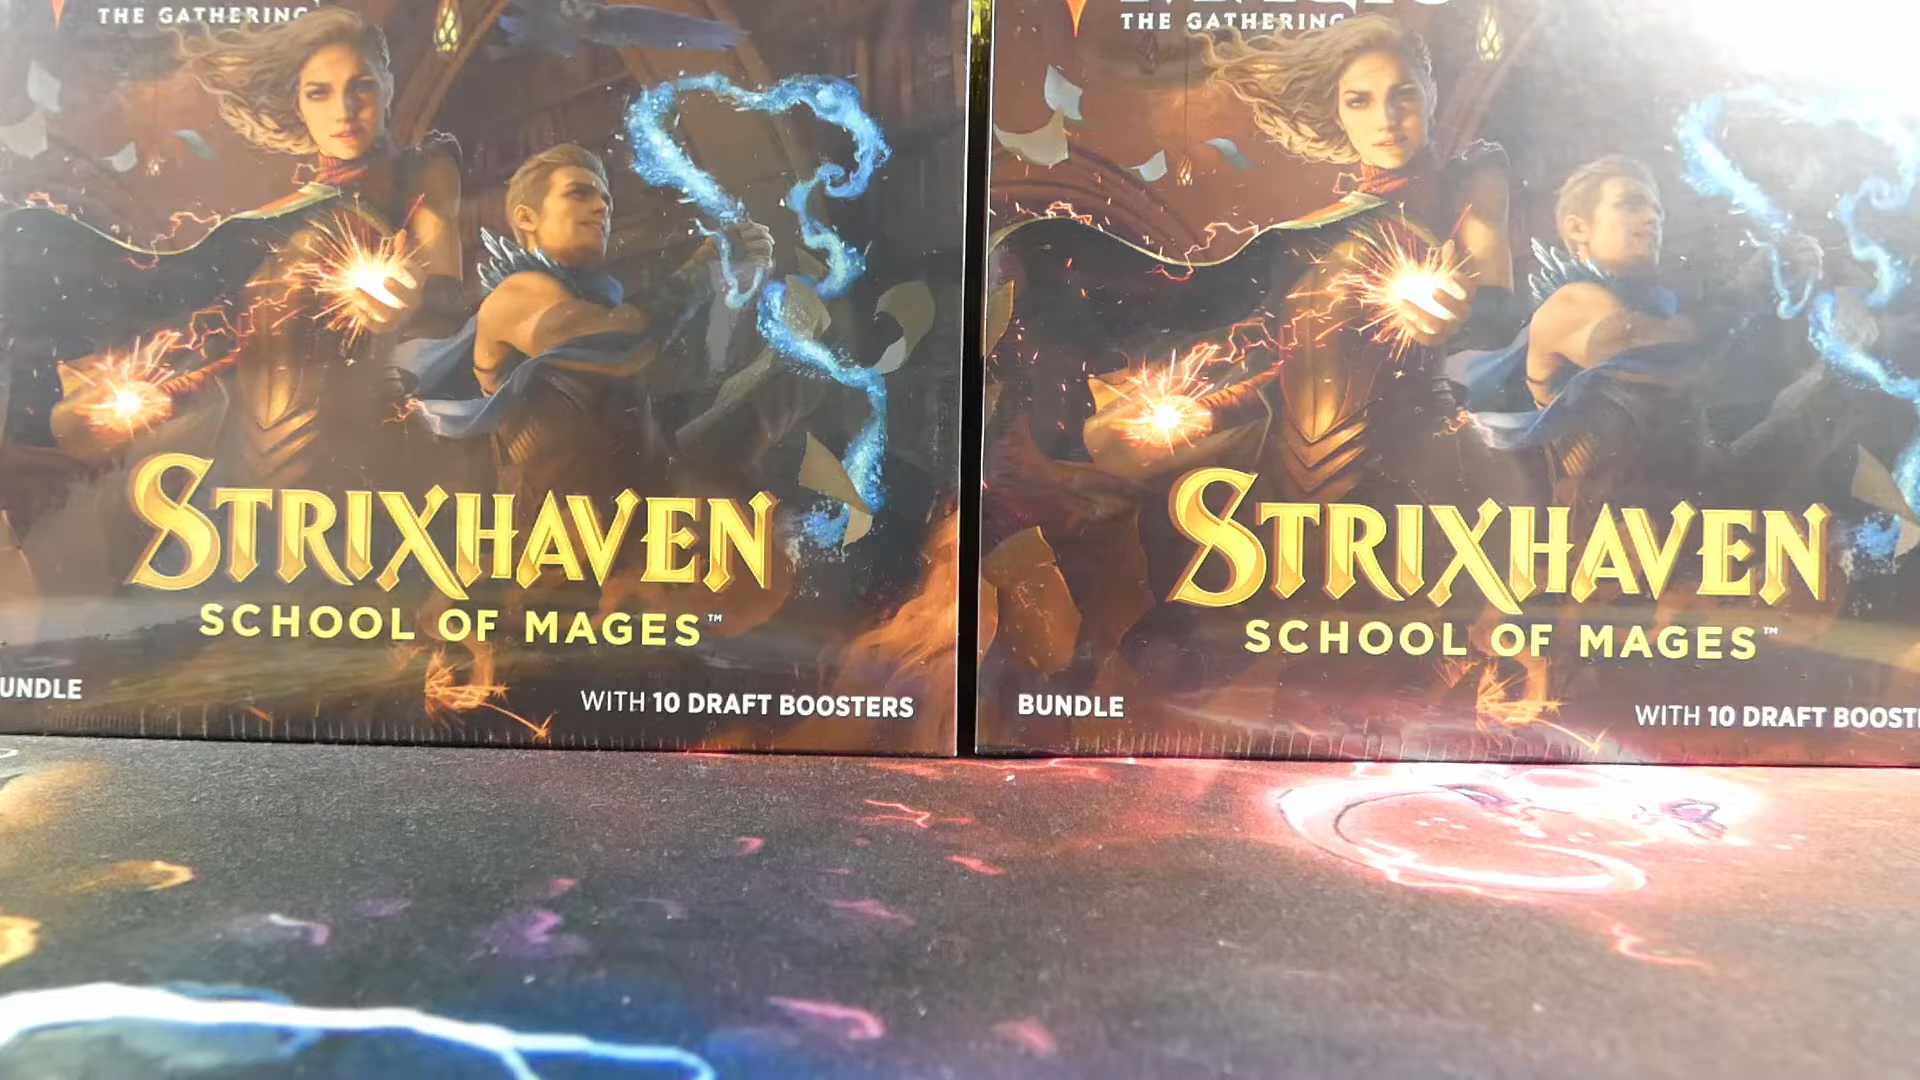 THE GATHERING
STRIXHAVEN
SCHOOL OF MAGES™
UNDLE
WITH 10 DRAFT BOOSTERS
MAGIC
THE GATHERING
STRIXHAVEN
SCHOOL OF MAGES™
BUNDLE
WITH 10 DRAFT BOOST